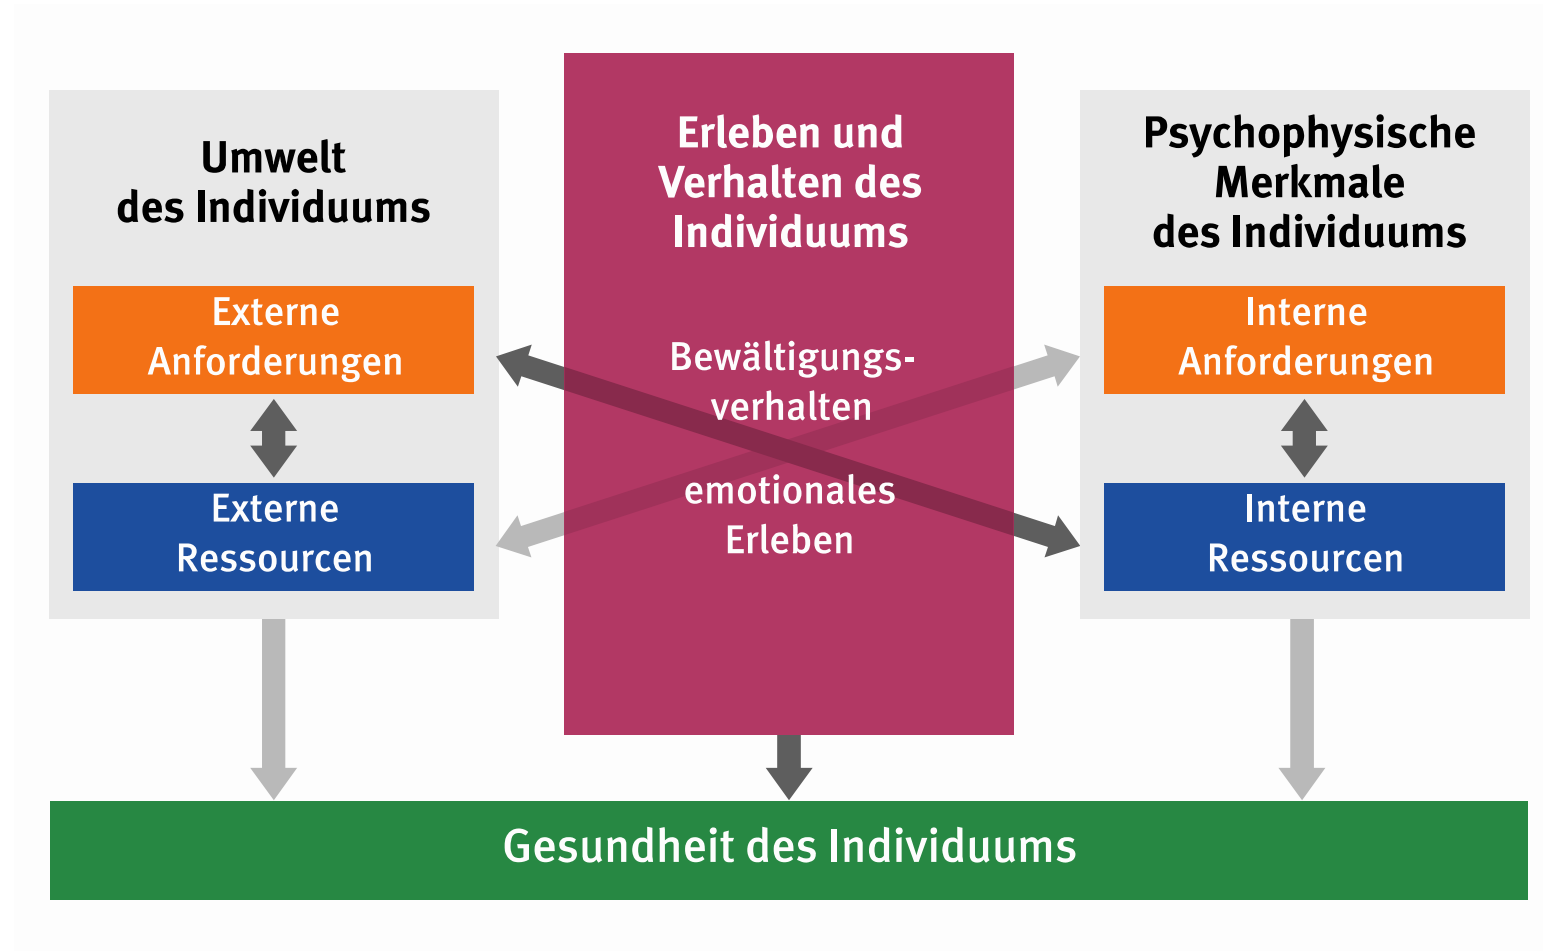 Umwelt
des Individuums
Externe
Anforderungen
Externe
Ressourcen
Erleben und
Verhalten des
Individuums
Bewältigungs-
verhalten
emotionales
Erleben
Psychophysische
Merkmale
des Individuums
Interne
Anforderungen
Interne
Ressourcen
Gesundheit des Individuums